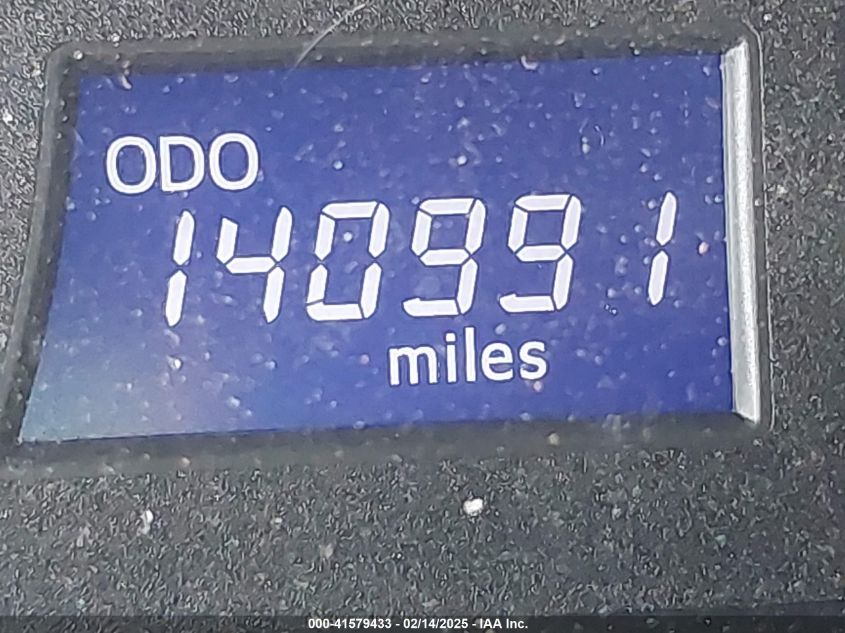 ODO
140991
miles
000-41579433 - 02/14/2025 - IAA Inc.